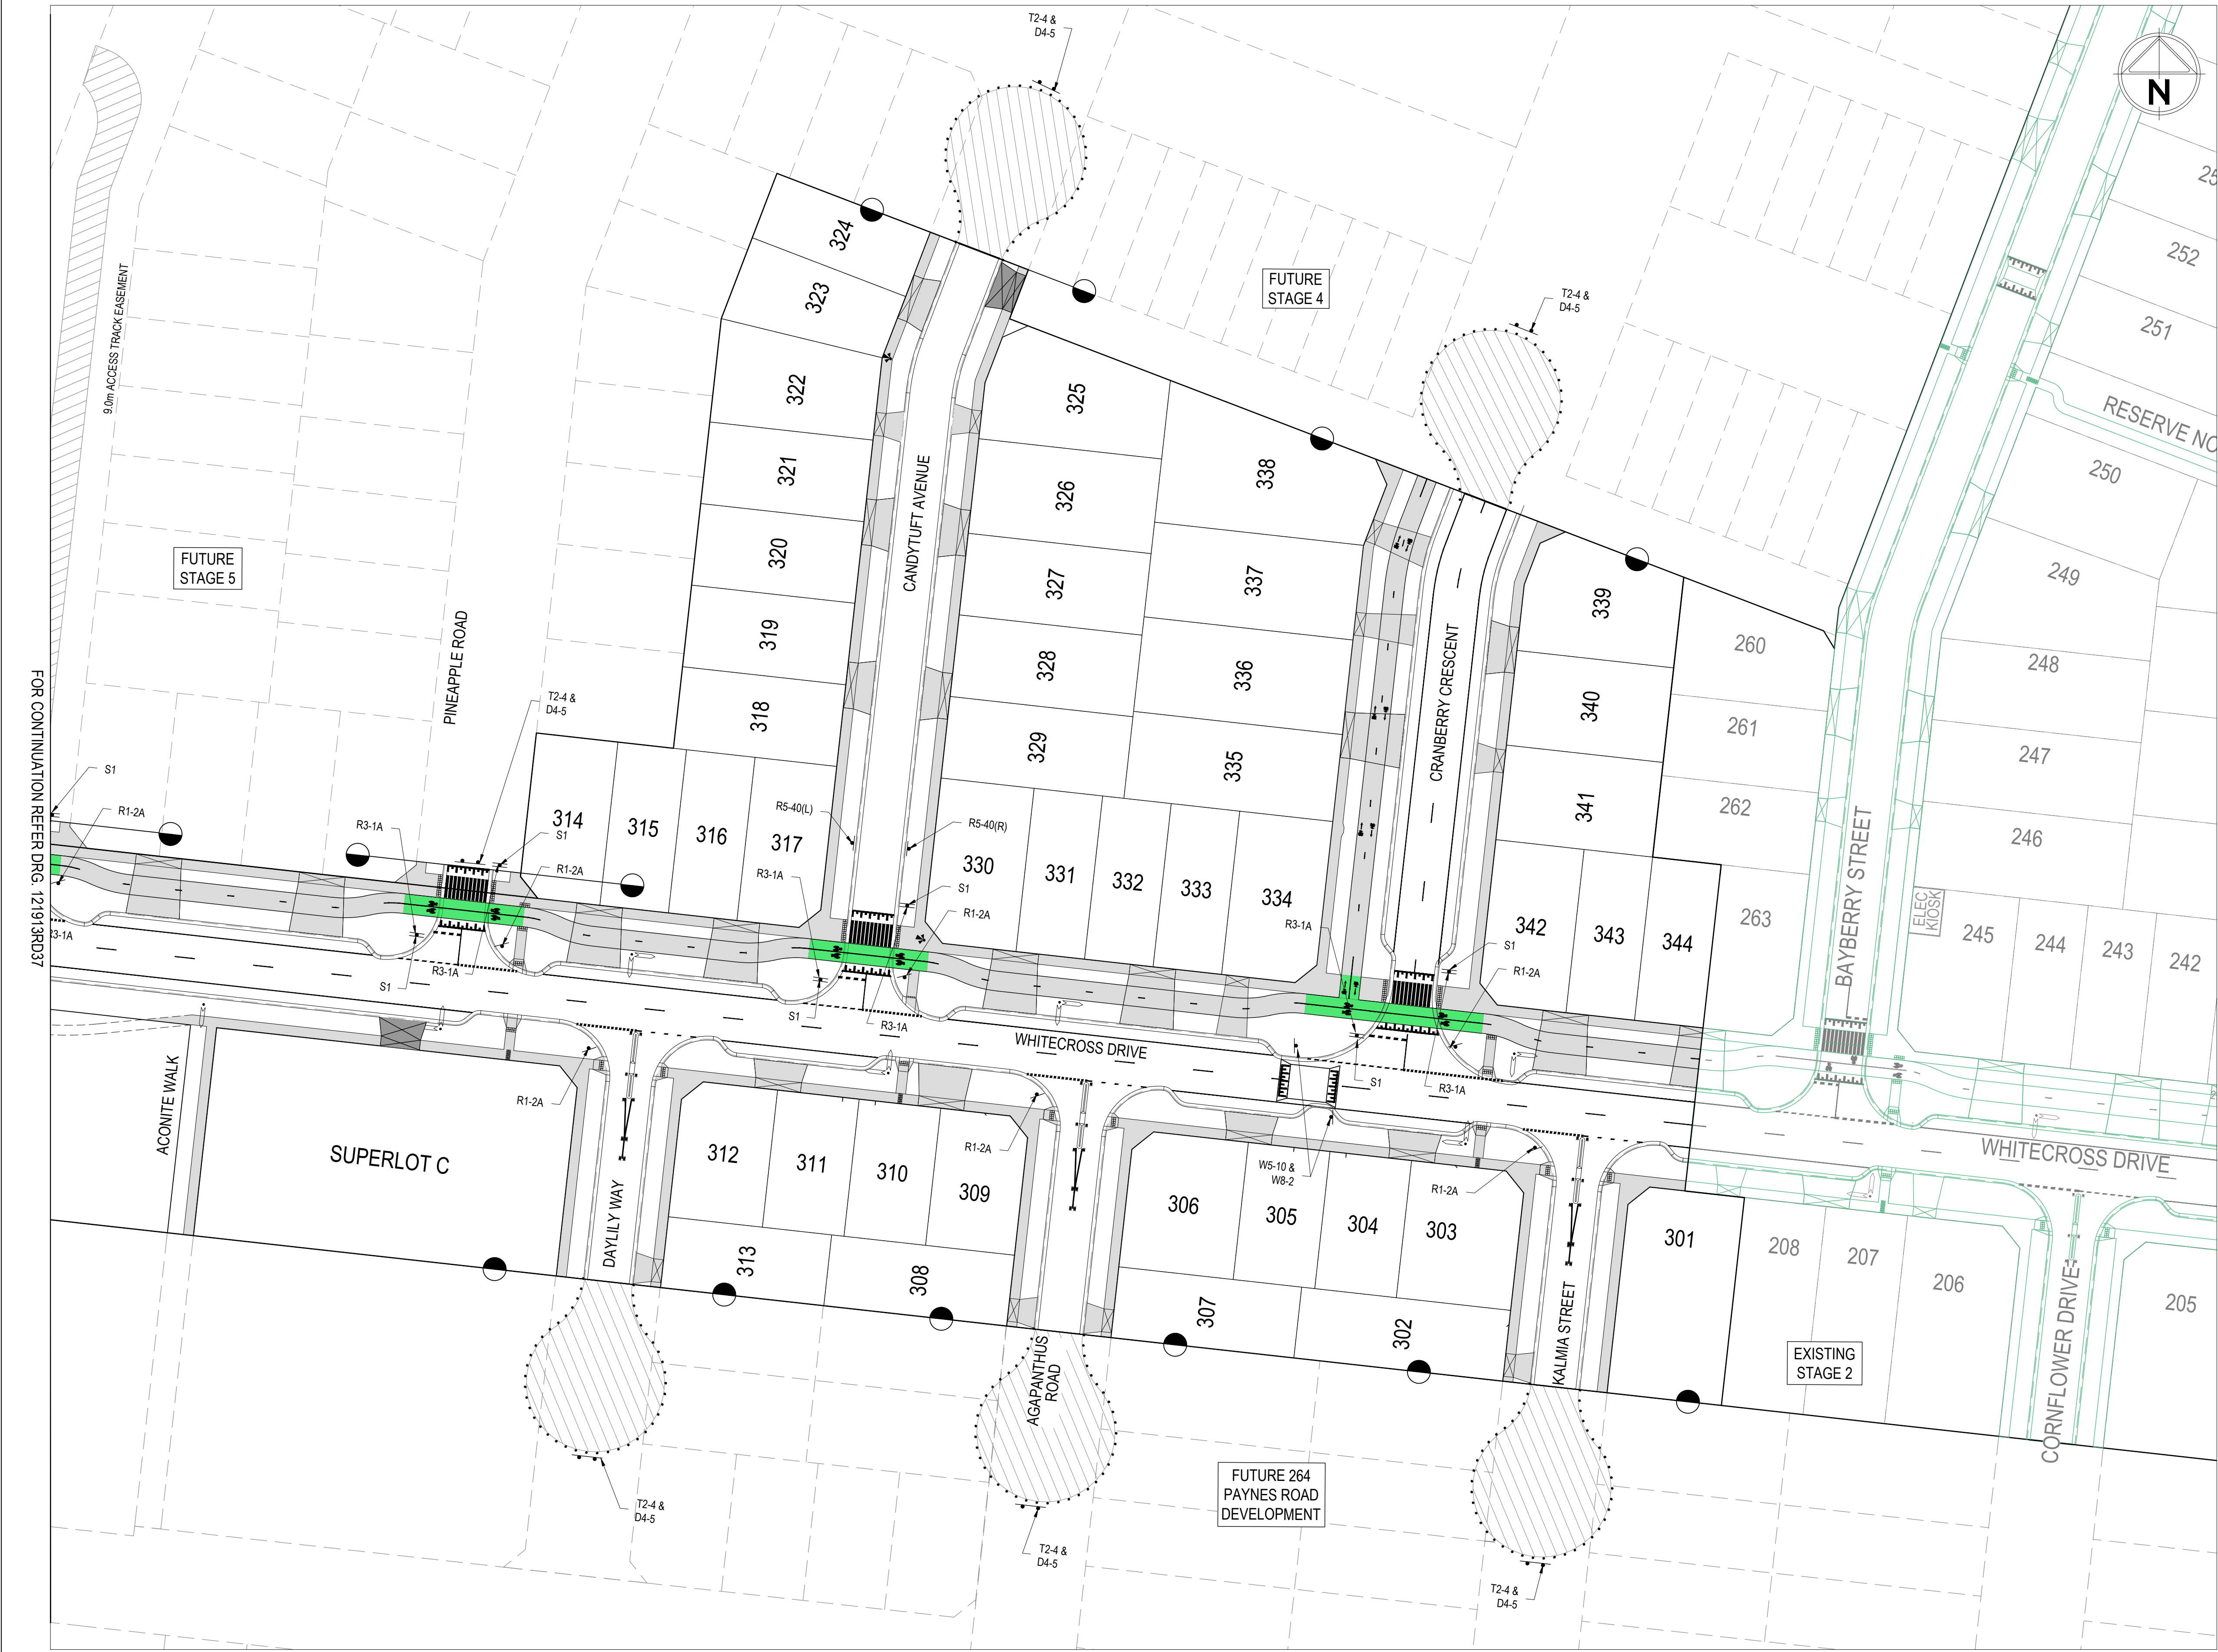 T2-4 &
D4-5
N
25
252
251
RESERVE NO
250
249
248
247
246
ELEC
KIOSK
245
244
243
242
9.0m ACCESS TRACK EASEMENT
FUTURE
STAGE 4
T2-4 &
D4-5
324
323
322
321
320
319
318
CANDYTUFT AVENUE
325
326
327
328
329
338
337
336
335
CRANBERRY CRESCENT
339
340
341
260
261
262
263
BAYBERRY STREET
FUTURE
STAGE 5
PINEAPPLE ROAD
T2-4 &
D4-5
FOR CONTINUATION REFER DRG. 121913RD37
S1
R1-2A
R3-1A
R3-1A
S1
R1-2A
R3-1A
S1
314
315
316
317
R5-40(L)
R5-40(R)
R3-1A
S1
R1-2A
S1
R3-1A
330
331
332
333
334
R3-1A
S1
R1-2A
S1
R3-1A
342
343
344
WHITECROSS DRIVE
WHITECROSS DRIVE
ACONITE WALK
SUPERLOT C
R1-2A
DAYLILY WAY
312
311
310
309
313
308
R1-2A
AGAPANTHUS
ROAD
306
305
304
303
307
302
W5-10 &
W8-2
R1-2A
KALMIA STREET
301
208
207
206
205
EXISTING
STAGE 2
CORNFLOWER DRIVE
FUTURE 264
PAYNES ROAD
DEVELOPMENT
T2-4 &
D4-5
T2-4 &
D4-5
T2-4 &
D4-5